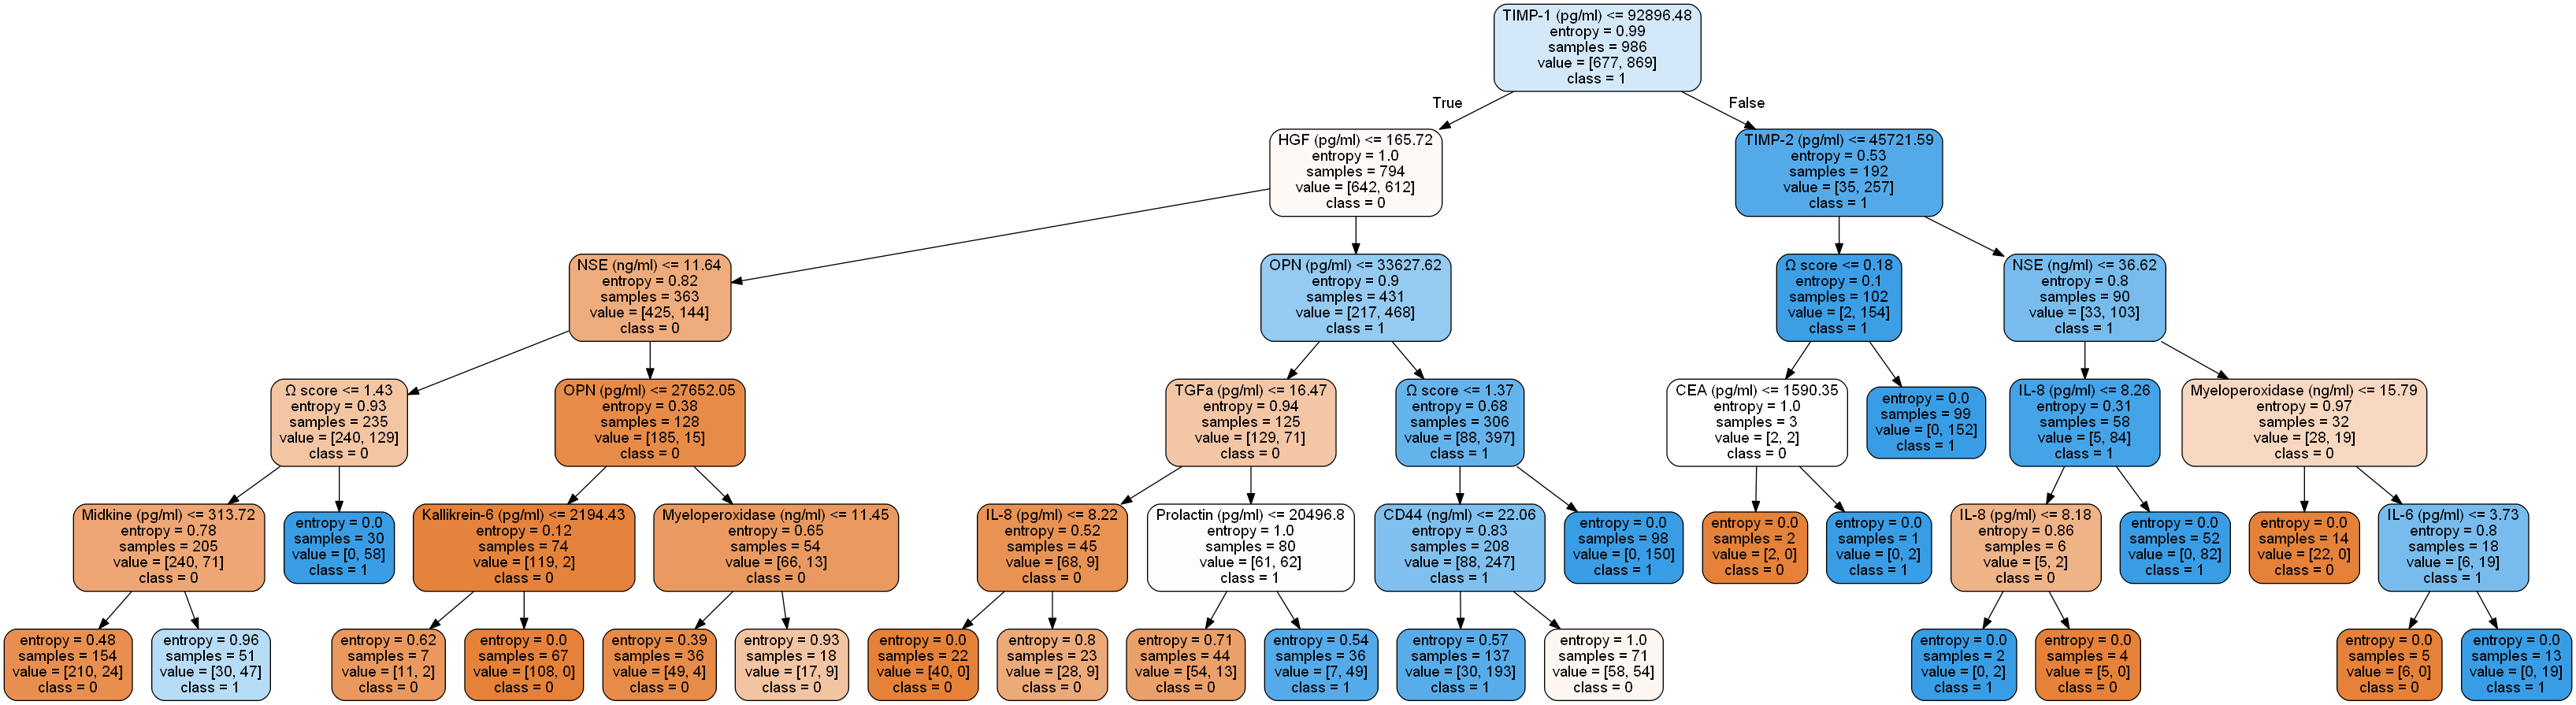 TIMP-1 (pg/ml) <= 92896.48
entropy = 0.99
samples = 986
value = [677, 869]
class = 1
True
False
HGF (pg/ml) <= 165.72
entropy = 1.0
samples = 794
value = [642, 612]
class = 0
TIMP-2 (pg/ml) <= 45721.59
entropy = 0.53
samples = 192
value = [35, 257]
class = 1
NSE (ng/ml) <= 11.64
entropy = 0.82
samples = 363
value = [425, 144]
class = 0
OPN (pg/ml) <= 33627.62
entropy = 0.9
samples = 431
value = [217, 468]
class = 1
Ω score <= 0.18
entropy = 0.1
samples = 102
value = [2, 154]
class = 1
NSE (ng/ml) <= 36.62
entropy = 0.8
samples = 90
value = [33, 103]
class = 1
Ω score <= 1.43
entropy = 0.93
samples = 235
value = [240, 129]
class = 0
OPN (pg/ml) <= 27652.05
entropy = 0.38
samples = 128
value = [185, 15]
class = 0
TGFa (pg/ml) <= 16.47
entropy = 0.94
samples = 125
value = [129, 71]
class = 0
Ω score <= 1.37
entropy = 0.68
samples = 306
value = [88, 397]
class = 1
CEA (pg/ml) <= 1590.35
entropy = 1.0
samples = 3
value = [2, 2]
class = 0
entropy = 0.0
samples = 99
value = [0, 152]
class = 1
IL-8 (pg/ml) <= 8.26
entropy = 0.31
samples = 58
value = [5, 84]
class = 1
Myeloperoxidase (ng/ml) <= 15.79
entropy = 0.97
samples = 32
value = [28, 19]
class = 0
Midkine (pg/ml) <= 313.72
entropy = 0.78
samples = 205
value = [240, 71]
class = 0
entropy = 0.0
samples = 30
value = [0, 58]
class = 1
Kallikrein-6 (pg/ml) <= 2194.43
entropy = 0.12
samples = 74
value = [119, 2]
class = 0
Myeloperoxidase (ng/ml) <= 11.45
entropy = 0.65
samples = 54
value = [66, 13]
class = 0
IL-8 (pg/ml) <= 8.22
entropy = 0.52
samples = 45
value = [68, 9]
class = 0
Prolactin (pg/ml) <= 20496.8
entropy = 1.0
samples = 80
value = [61, 62]
class = 1
CD44 (ng/ml) <= 22.06
entropy = 0.83
samples = 208
value = [88, 247]
class = 1
entropy = 0.0
samples = 98
value = [0, 150]
class = 1
entropy = 0.0
samples = 2
value = [2, 0]
class = 0
entropy = 0.0
samples = 1
value = [0, 2]
class = 1
IL-8 (pg/ml) <= 8.18
entropy = 0.86
samples = 6
value = [5, 2]
class = 0
entropy = 0.0
samples = 52
value = [0, 82]
class = 1
entropy = 0.0
samples = 14
value = [22, 0]
class = 0
IL-6 (pg/ml) <= 3.73
entropy = 0.8
samples = 18
value = [6, 19]
class = 1
entropy = 0.48
samples = 154
value = [210, 24]
class = 0
entropy = 0.96
samples = 51
value = [30, 47]
class = 1
entropy = 0.62
samples = 7
value = [11, 2]
class = 0
entropy = 0.0
samples = 67
value = [108, 0]
class = 0
entropy = 0.39
samples = 36
value = [49, 4]
class = 0
entropy = 0.93
samples = 18
value = [17, 9]
class = 0
entropy = 0.0
samples = 22
value = [40, 0]
class = 0
entropy = 0.8
samples = 23
value = [28, 9]
class = 0
entropy = 0.71
samples = 44
value = [54, 13]
class = 0
entropy = 0.54
samples = 36
value = [7, 49]
class = 1
entropy = 0.57
samples = 137
value = [30, 193]
class = 1
entropy = 1.0
samples = 71
value = [58, 54]
class = 0
entropy = 0.0
samples = 2
value = [0, 2]
class = 1
entropy = 0.0
samples = 4
value = [5, 0]
class = 0
entropy = 0.0
samples = 5
value = [6, 0]
class = 0
entropy = 0.0
samples = 13
value = [0, 19]
class = 1